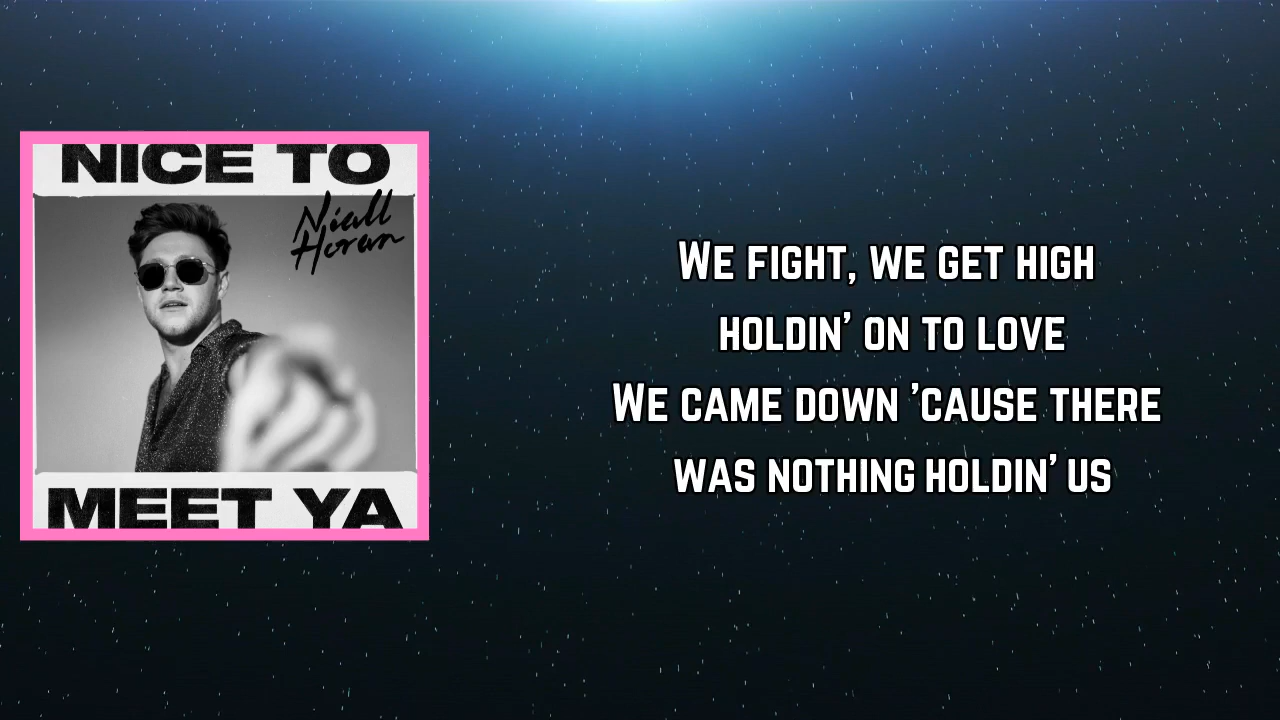 NICE TO
Niall
Horan
MEET YA
We fight, we get high
holdin' on to love
We came down 'cause there
was nothing holdin' us